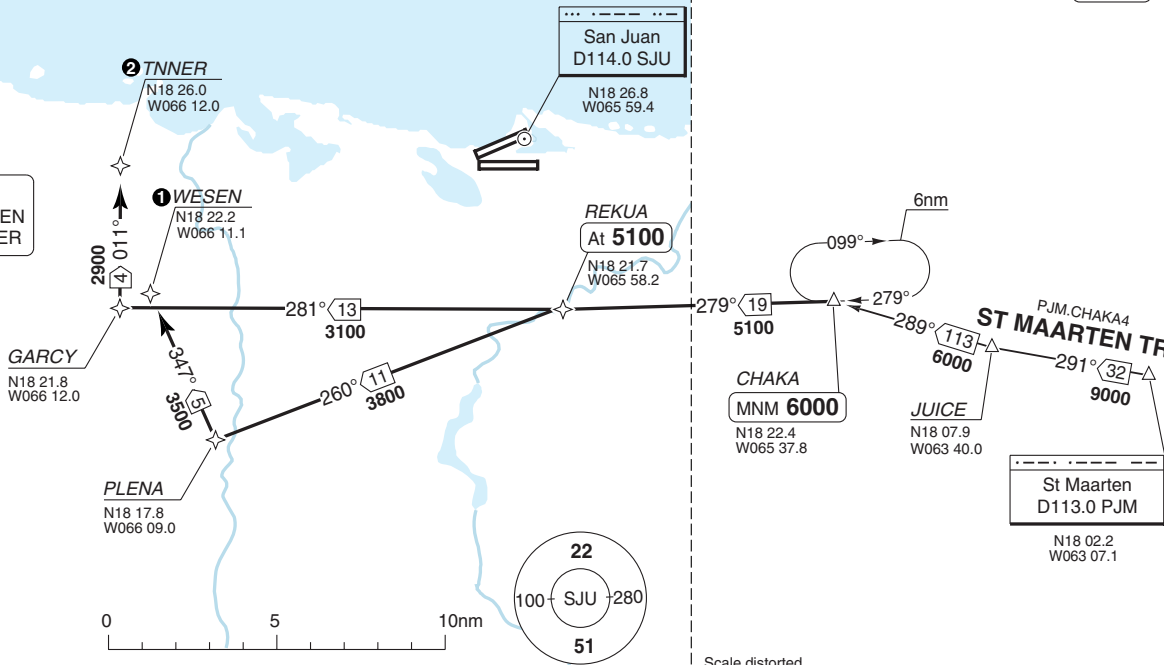 San Juan
D114.0 SJU
N18 26.8
W065 59.4
2 TNNER
N18 26.0
W066 12.0
EN
ER
1 WESEN
N18 22.2
W066 11.1
2900
4
011°
REKUA
At 5100
N18 21.7
W065 58.2
6nm
099°
279°
281°
13
3100
279°
19
5100
289°
113
6000
PJM.CHAKA4
ST MAARTEN TR
291°
32
9000
GARCY
N18 21.8
W066 12.0
347°
5
3500
260°
11
3800
CHAKA
MNM 6000
N18 22.4
W065 37.8
JUICE
N18 07.9
W063 40.0
PLENA
N18 17.8
W066 09.0
St Maarten
D113.0 PJM
N18 02.2
W063 07.1
22
100
SJU
280
51
0
5
10nm
Scale distorted